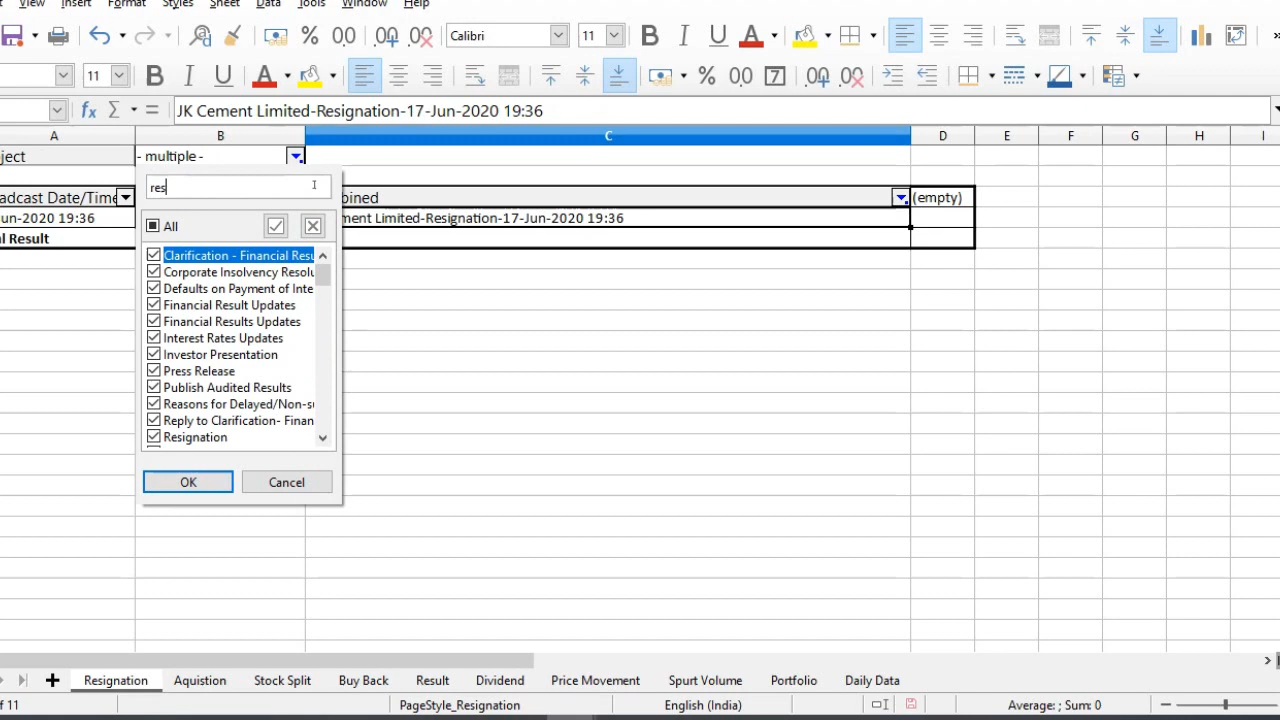 View Insert Format Styles Sheet Data Tools Window Help
Calibri 11
11
JK Cement Limited-Resignation-17-Jun-2020 19:36
A B C D E F G H I
ject - multiple -
res
adcast Date/Time bined (empty)
un-2020 19:36 ment Limited-Resignation-17-Jun-2020 19:36
al Result
All
Clarification - Financial Resu
Corporate Insolvency Resolu
Defaults on Payment of Inte
Financial Result Updates
Financial Results Updates
Interest Rates Updates
Investor Presentation
Press Release
Publish Audited Results
Reasons for Delayed/Non-su
Reply to Clarification- Finan
Resignation
OK Cancel
Resignation Aquistion Stock Split Buy Back Result Dividend Price Movement Spurt Volume Portfolio Daily Data
of 11 PageStyle_Resignation English (India) Average: ; Sum: 0